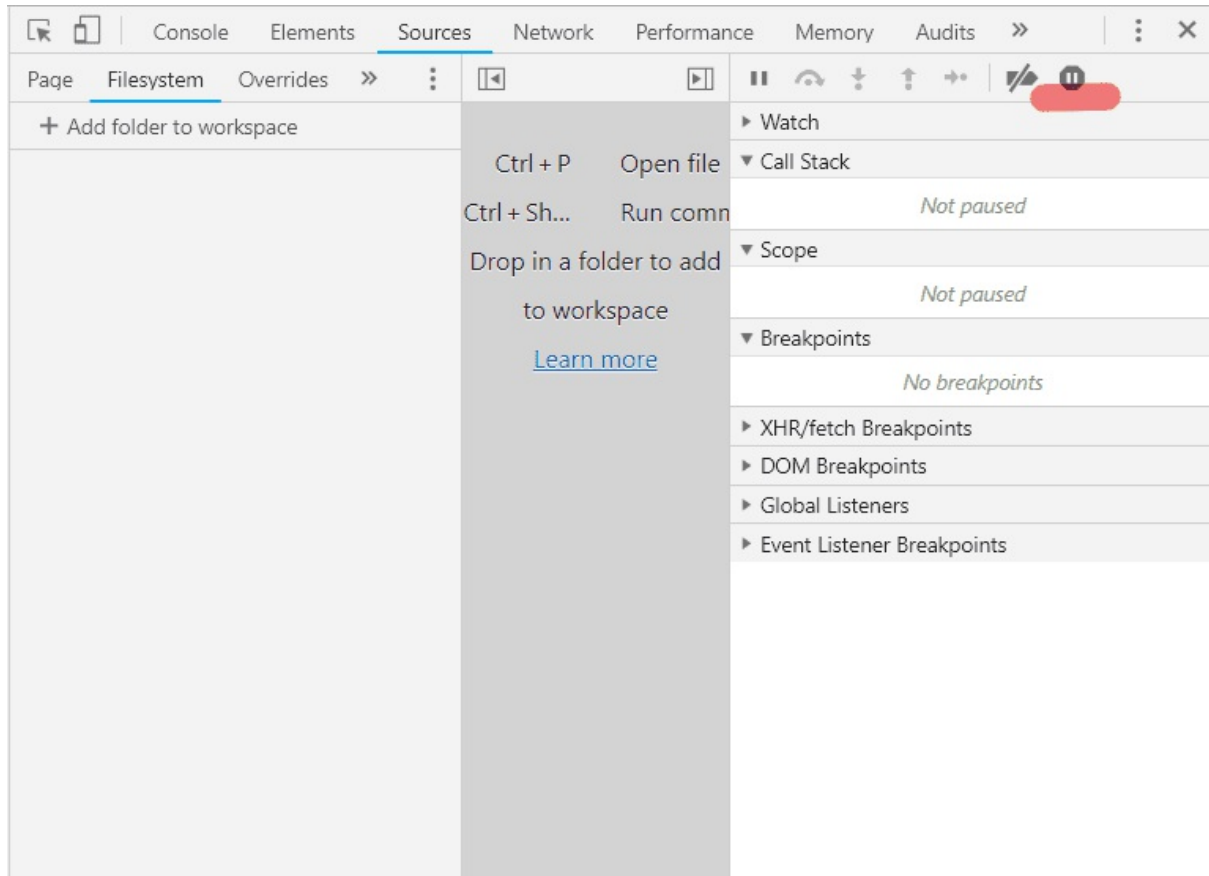 Console Elements Sources Network Performance Memory Audits »
Page Filesystem Overrides »
+ Add folder to workspace
Ctrl + P Open file
Ctrl + Sh... Run comm
Drop in a folder to add
to workspace
Learn more
Watch
Call Stack
Not paused
Scope
Not paused
Breakpoints
No breakpoints
XHR/fetch Breakpoints
DOM Breakpoints
Global Listeners
Event Listener Breakpoints